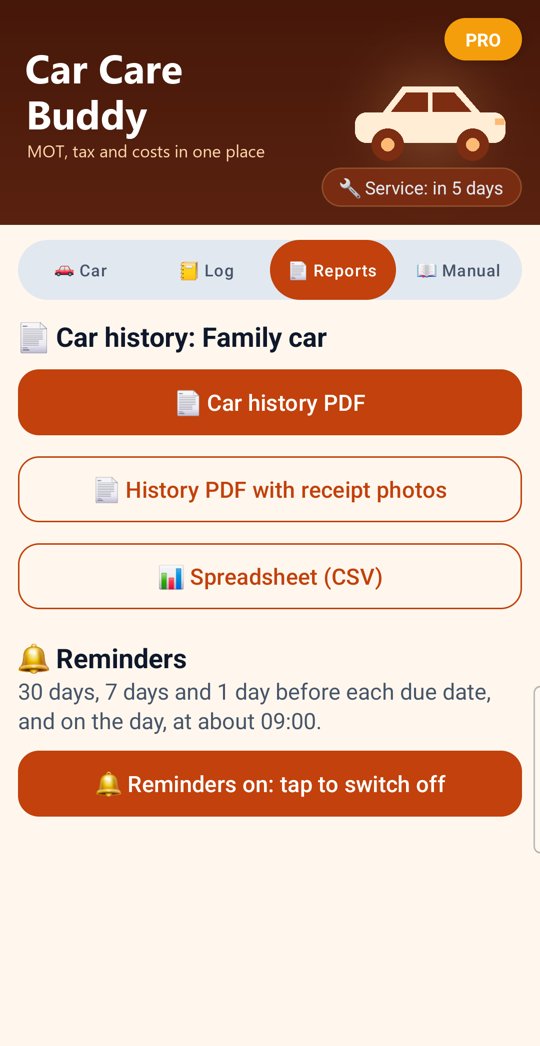 PRO
Car Care
Buddy
MOT, tax and costs in one place
🔧 Service: in 5 days
🚗 Car
📒 Log
📄 Reports
📖 Manual
📄 Car history: Family car
📄 Car history PDF
📄 History PDF with receipt photos
📊 Spreadsheet (CSV)
🔔 Reminders
30 days, 7 days and 1 day before each due date,
and on the day, at about 09:00.
🔔 Reminders on: tap to switch off